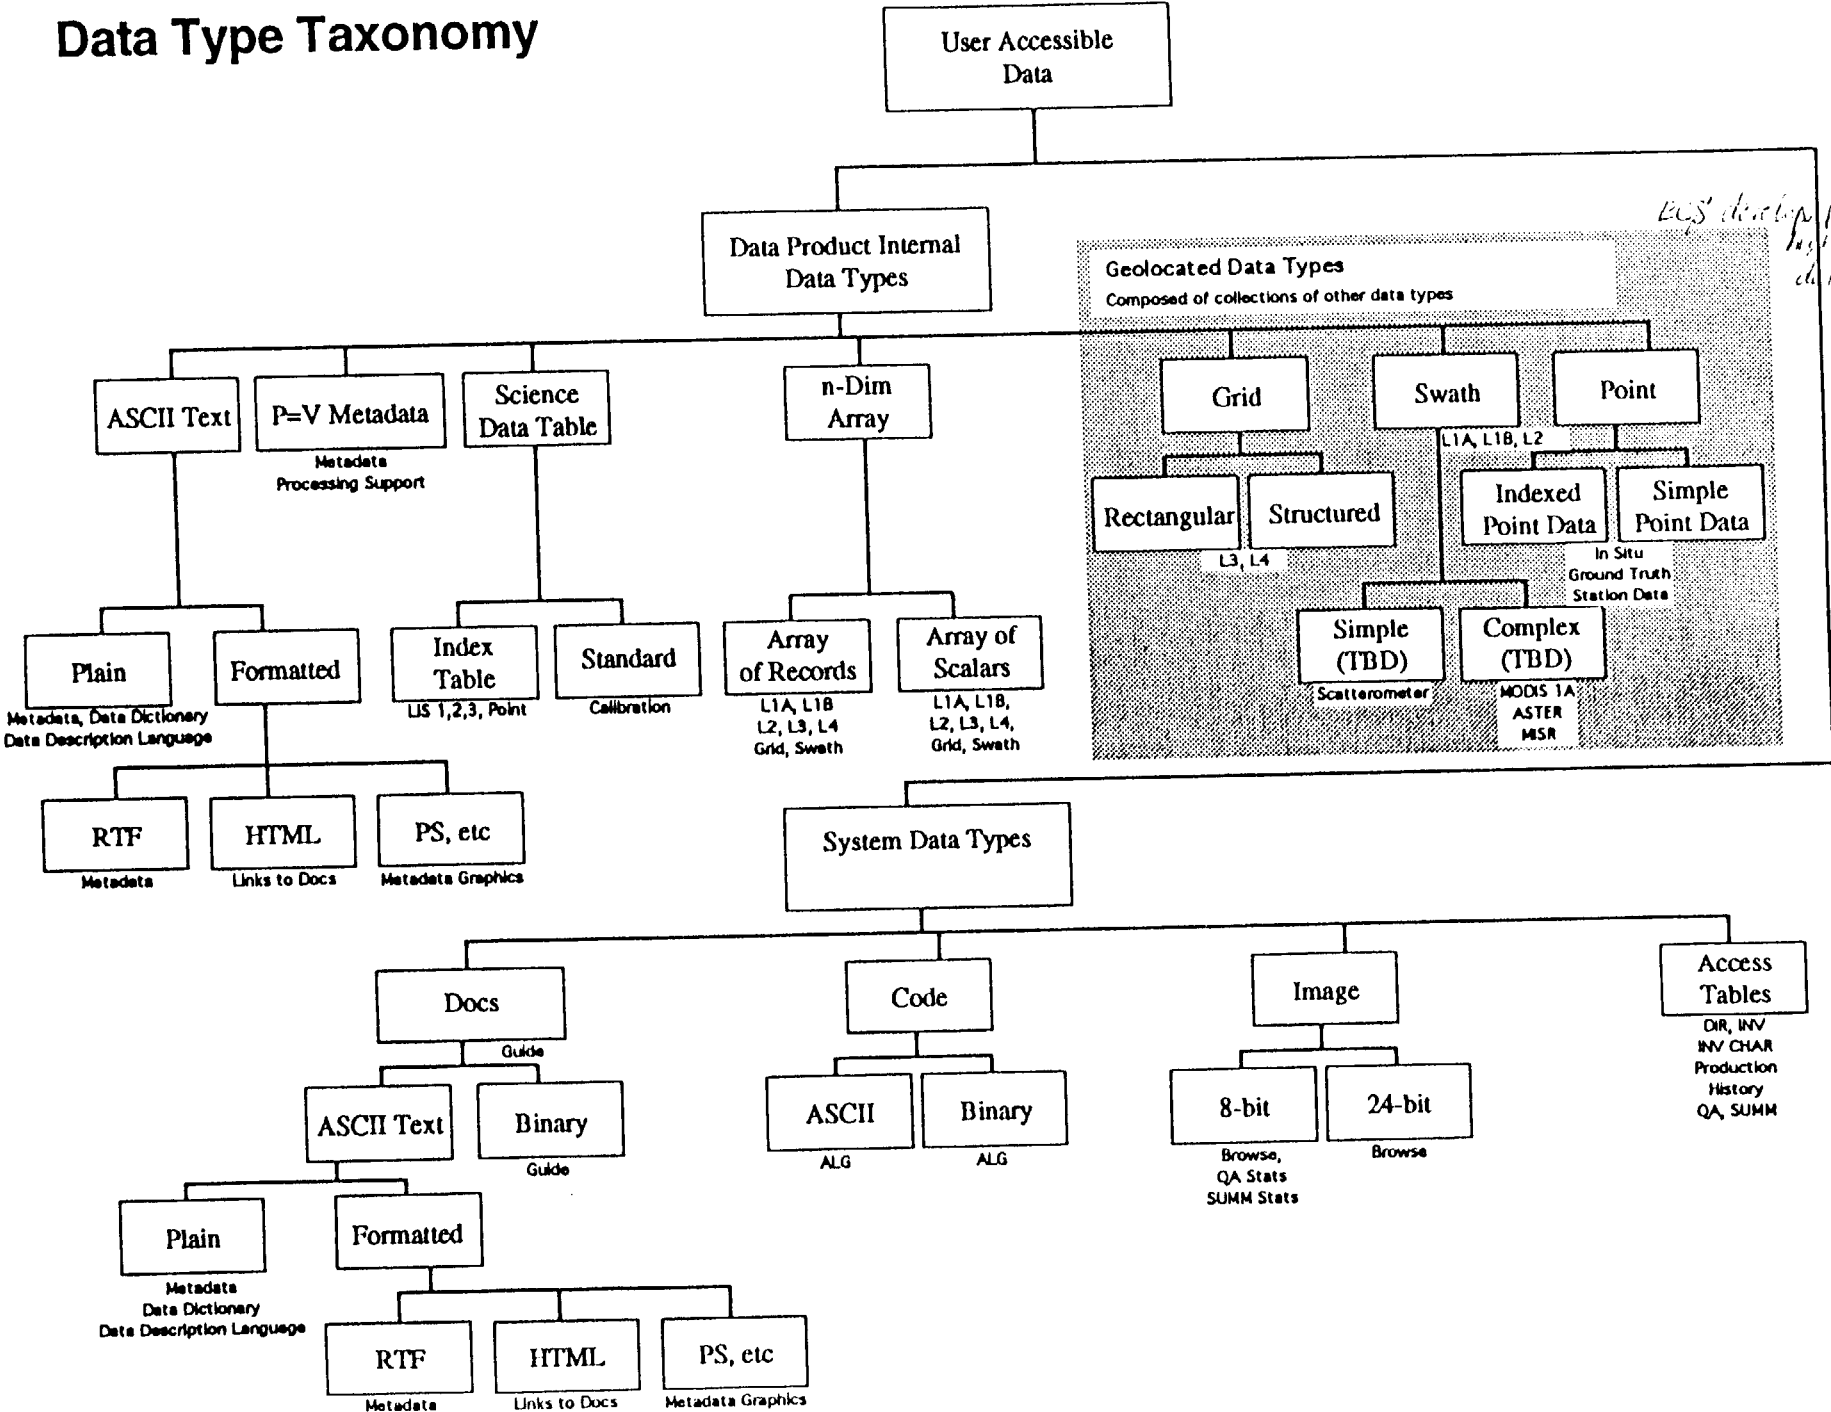 Data Type Taxonomy
User Accessible
Data
Data Product Internal
Data Types
ECS develop
Geolocated Data Types
Composed of collections of other data types
ASCII Text
P=V Metadata
Metadata
Processing Support
Science
Data Table
n-Dim
Array
Grid
Swath
L1A, L1B, L2
Point
Rectangular
Structured
L3, L4
Indexed
Point Data
Simple
Point Data
In Situ
Ground Truth
Station Data
Plain
Metadata, Data Dictionary
Data Description Language
Formatted
Index
Table
LIS 1,2,3, Point
Standard
Calibration
Array
of Records
L1A, L1B
L2, L3, L4
Grid, Swath
Array of
Scalars
L1A, L1B,
L2, L3, L4,
Grid, Swath
Simple
(TBD)
Scatterometer
Complex
(TBD)
MODIS 1A
ASTER
MISR
RTF
Metadata
HTML
Links to Docs
PS, etc
Metadata Graphics
System Data Types
Docs
Guide
Code
Image
Access
Tables
DIR, INV
INV CHAR
Production
History
QA, SUMM
ASCII Text
Binary
Guide
ASCII
ALG
Binary
ALG
8-bit
Browse,
QA Stats
SUMM Stats
24-bit
Browse
Plain
Metadata
Data Dictionary
Data Description Language
Formatted
RTF
Metadata
HTML
Links to Docs
PS, etc
Metadata Graphics